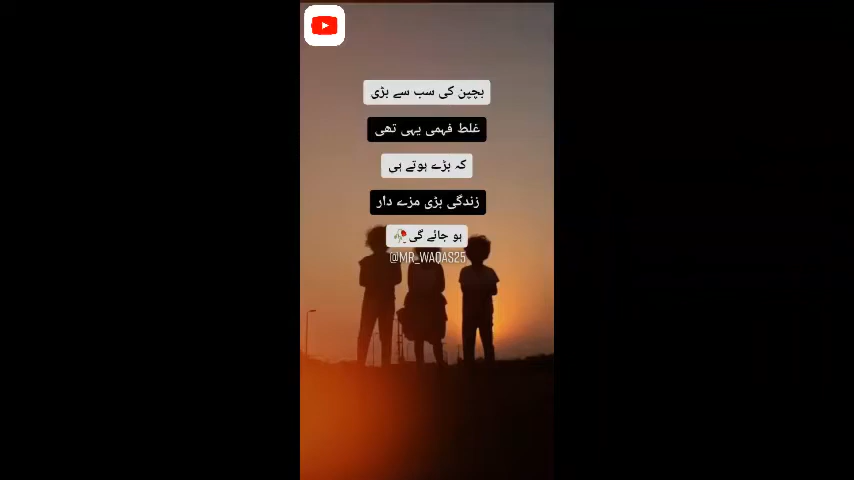 بچپن کی سب سے بڑی
غلط فہمی یہی تھی
کہ بڑے ہوتے ہی
زندگی بڑی مزے دار
ہو جائے گی🥀
@MR_WAQAS25